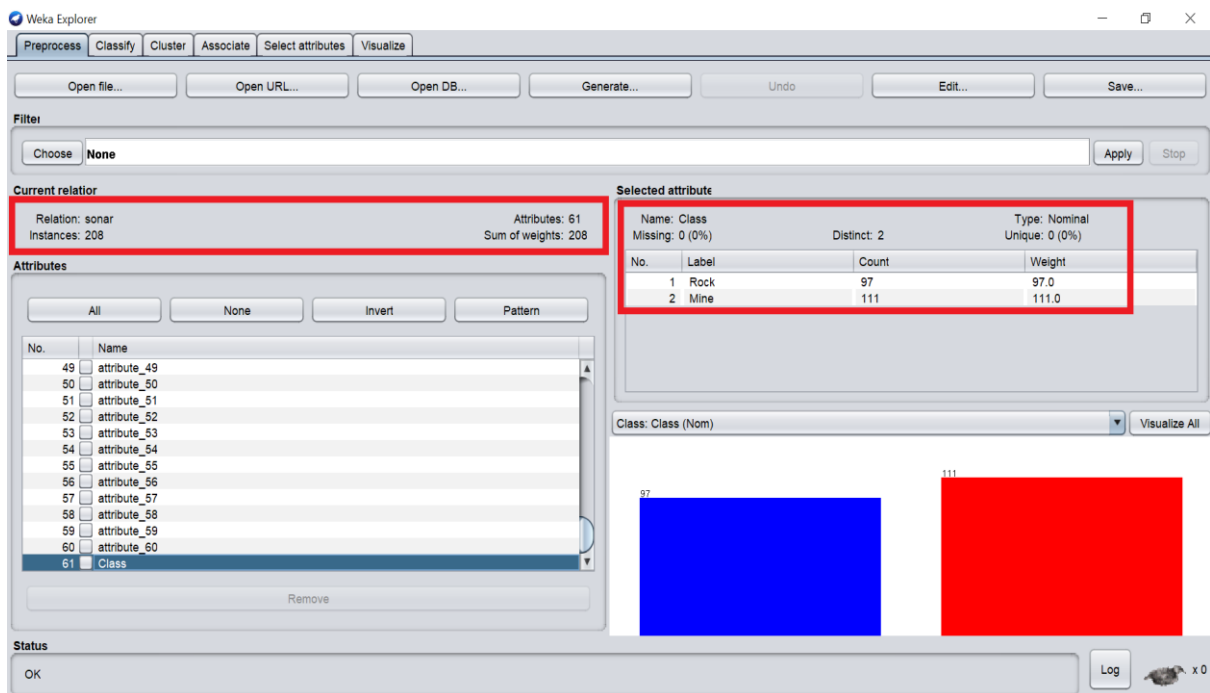 Weka Explorer
Preprocess Classify Cluster Associate Select attributes Visualize
Open file... Open URL... Open DB... Generate... Undo Edit... Save...
Filter
Choose None Apply Stop
Current relation
Relation: sonar Attributes: 61
Instances: 208 Sum of weights: 208
Attributes
All None Invert Pattern
No. Name
49 attribute_49
50 attribute_50
51 attribute_51
52 attribute_52
53 attribute_53
54 attribute_54
55 attribute_55
56 attribute_56
57 attribute_57
58 attribute_58
59 attribute_59
60 attribute_60
61 Class
Remove
Selected attribute
Name: Class Type: Nominal
Missing: 0 (0%) Distinct: 2 Unique: 0 (0%)
No. Label Count Weight
1 Rock 97 97.0
2 Mine 111 111.0
Class: Class (Nom) Visualize All
97
111
Status
OK
Log x 0